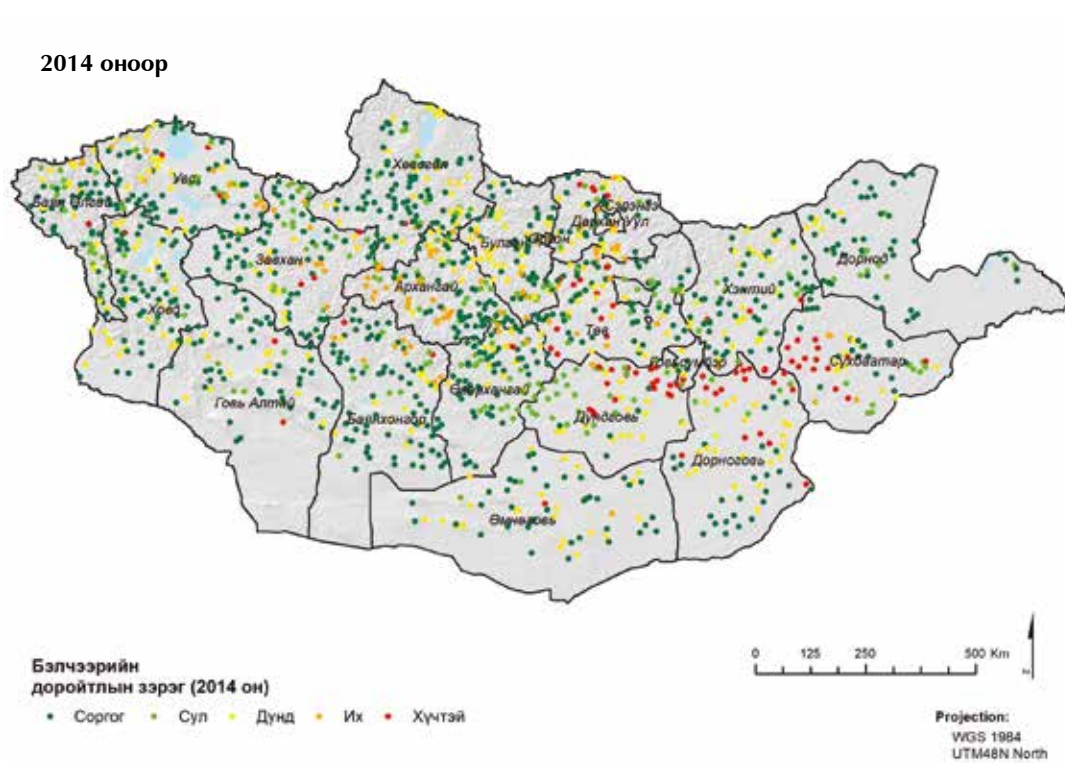 2014 оноор
Хөвсгөл
Увс
Баян Өлгий
Сэлэнгэ
Дархан Уул
Булган
Орхон
Завхан
Дорнод
Архангай
Хэнтий
Ховд
Төв
Говьсүмбэр
Сүхбаатар
Өвөрхангай
Говь Алтай
Баянхонгор
Дундговь
Дорноговь
Өмнөговь
0 125 250 500 Km
Бэлчээрийн
доройтлын зэрэг (2014 он)
Соргог Сул Дунд Их Хүчтэй
Projection:
WGS 1984
UTM48N North